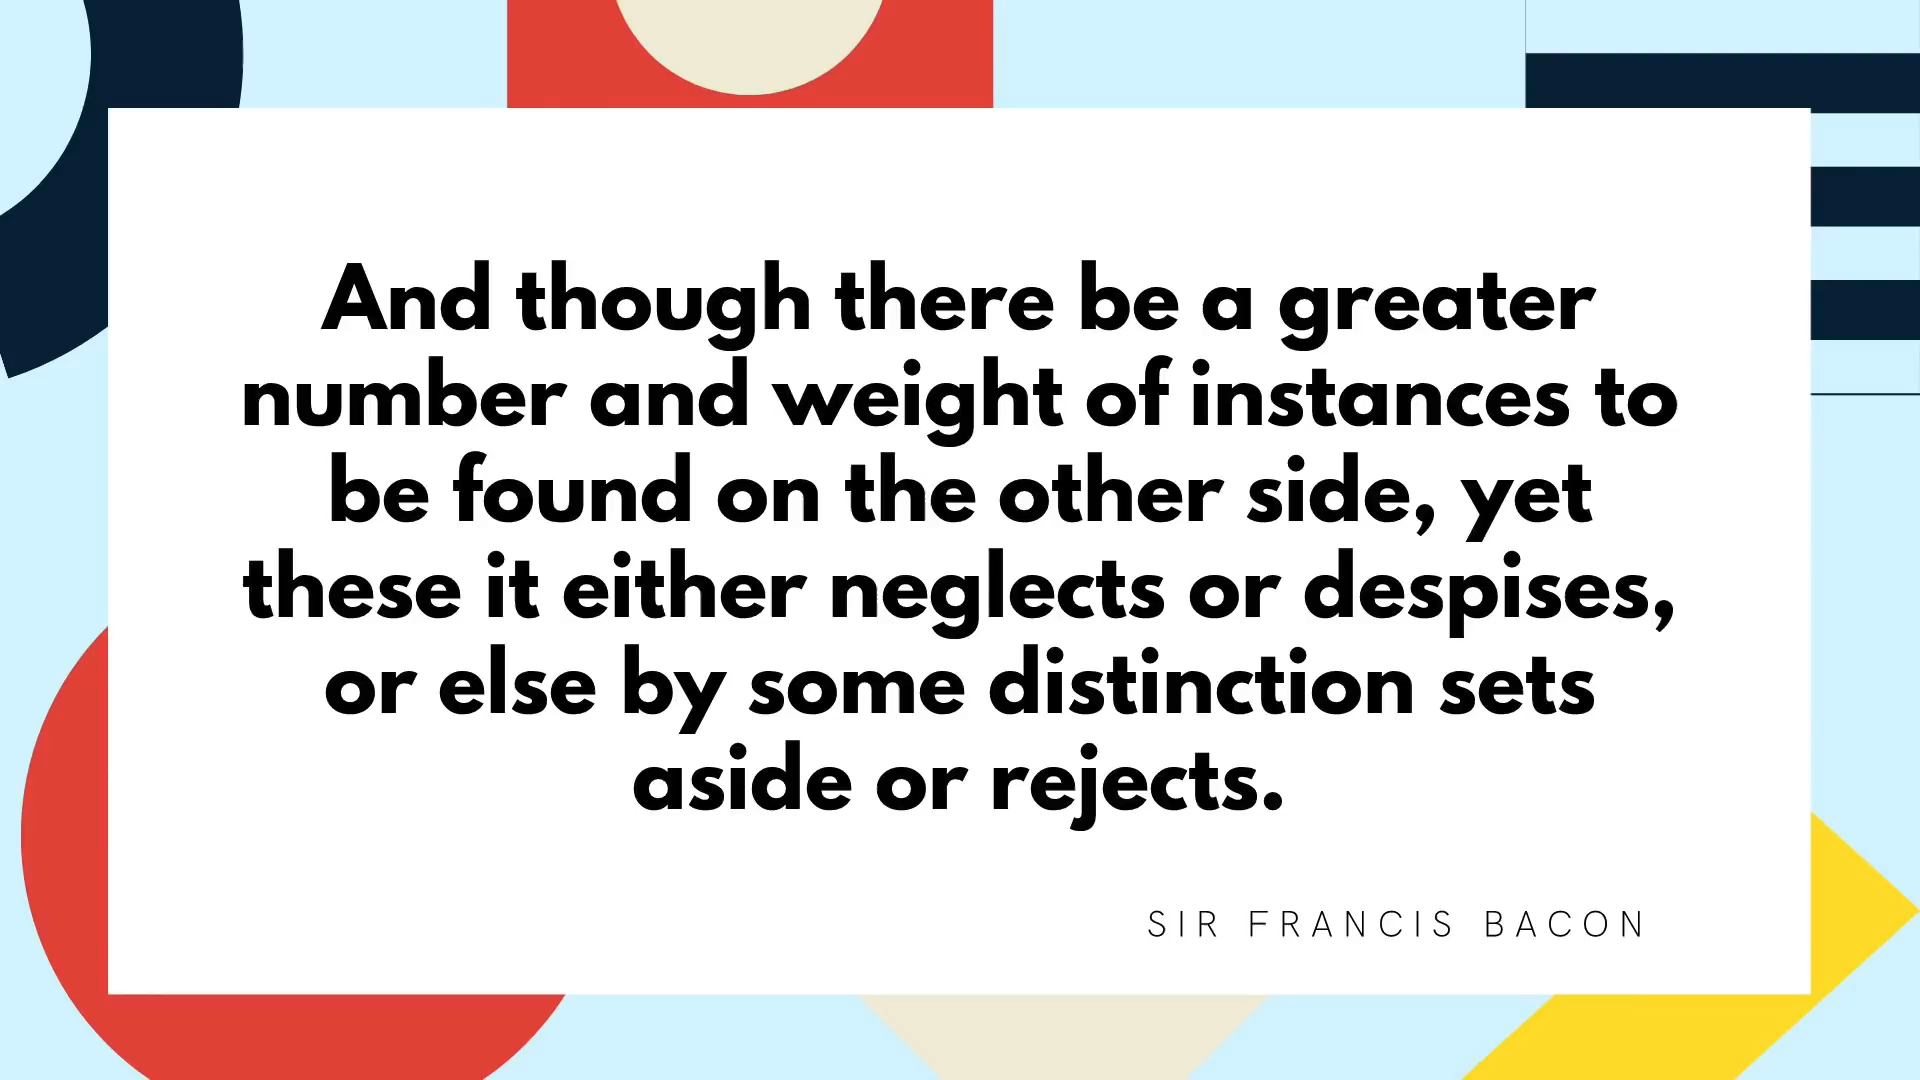 And though there be a greater
number and weight of instances to
be found on the other side, yet
these it either neglects or despises,
or else by some distinction sets
aside or rejects.
SIR FRANCIS BACON